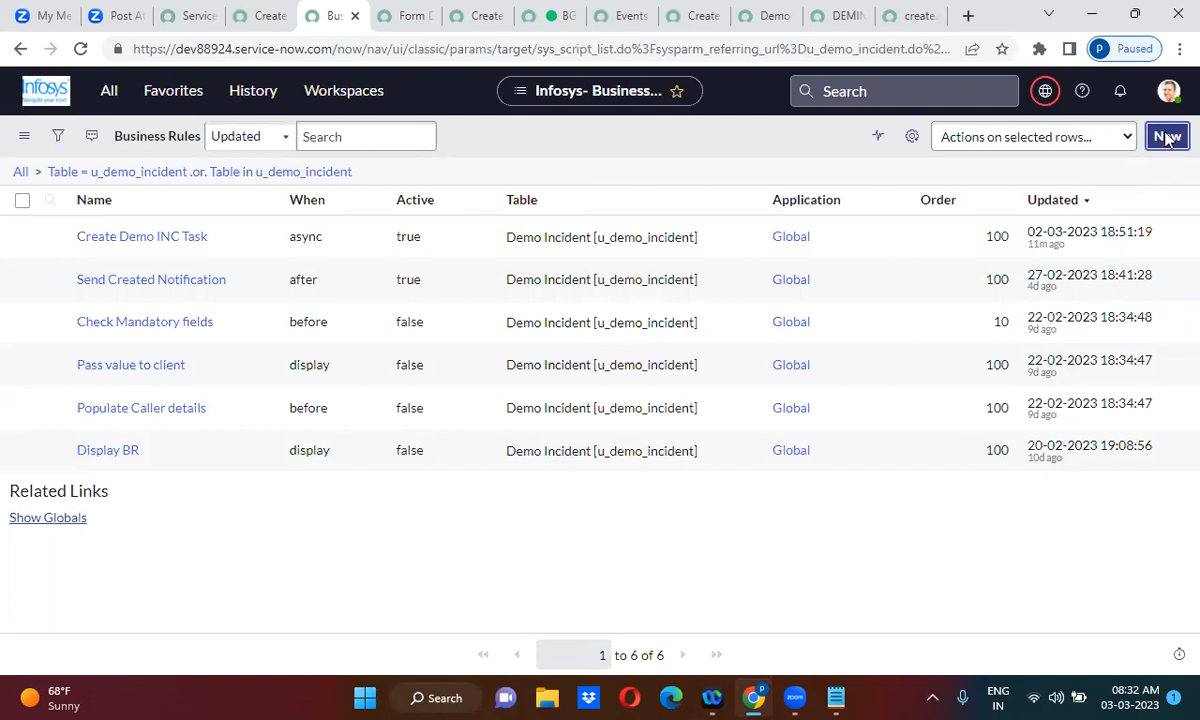 My Me
Post At
Service
Create
Bus
Form D
Create
BG
Events
Create
Demo
DEMIN
create.
https://dev88924.service-now.com/now/nav/ui/classic/params/target/sys_script_list.do%3Fsysparm_referring_url%3Du_demo_incident.do%2...
P Paused
Infosys
Navigate your next
All
Favorites
History
Workspaces
Infosys- Business...
Search
Business Rules
Updated
Search
Actions on selected rows...
New
All > Table = u_demo_incident .or. Table in u_demo_incident
Name When Active Table Application Order Updated
Create Demo INC Task async true Demo Incident [u_demo_incident] Global 100 02-03-2023 18:51:19
11m ago
Send Created Notification after true Demo Incident [u_demo_incident] Global 100 27-02-2023 18:41:28
4d ago
Check Mandatory fields before false Demo Incident [u_demo_incident] Global 10 22-02-2023 18:34:48
9d ago
Pass value to client display false Demo Incident [u_demo_incident] Global 100 22-02-2023 18:34:47
9d ago
Populate Caller details before false Demo Incident [u_demo_incident] Global 100 22-02-2023 18:34:47
9d ago
Display BR display false Demo Incident [u_demo_incident] Global 100 20-02-2023 19:08:56
10d ago
Related Links
Show Globals
1 to 6 of 6
68°F
Sunny
Search
ENG
IN
08:32 AM
03-03-2023
1